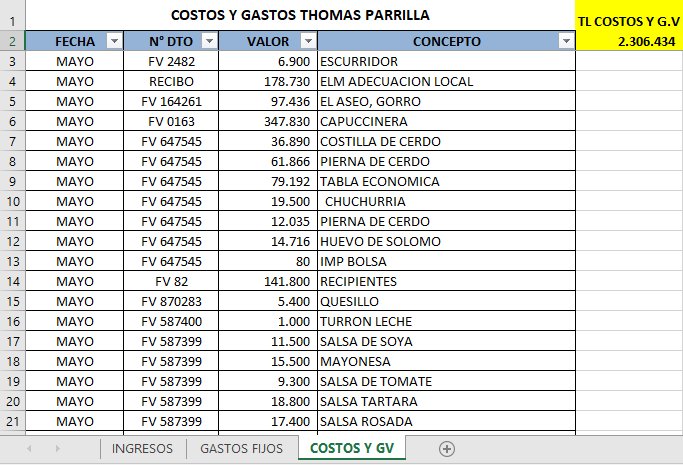 1 COSTOS Y GASTOS THOMAS PARRILLA TL COSTOS Y G.V
2 FECHA N° DTO VALOR CONCEPTO 2.306.434
3 MAYO FV 2482 6.900 ESCURRIDOR
4 MAYO RECIBO 178.730 ELM ADECUACION LOCAL
5 MAYO FV 164261 97.436 EL ASEO, GORRO
6 MAYO FV 0163 347.830 CAPUCCINERA
7 MAYO FV 647545 36.890 COSTILLA DE CERDO
8 MAYO FV 647545 61.866 PIERNA DE CERDO
9 MAYO FV 647545 79.192 TABLA ECONOMICA
10 MAYO FV 647545 19.500 CHUCHURRIA
11 MAYO FV 647545 12.035 PIERNA DE CERDO
12 MAYO FV 647545 14.716 HUEVO DE SOLOMO
13 MAYO FV 647545 80 IMP BOLSA
14 MAYO FV 82 141.800 RECIPIENTES
15 MAYO FV 870283 5.400 QUESILLO
16 MAYO FV 587400 1.000 TURRON LECHE
17 MAYO FV 587399 11.500 SALSA DE SOYA
18 MAYO FV 587399 15.500 MAYONESA
19 MAYO FV 587399 9.300 SALSA DE TOMATE
20 MAYO FV 587399 18.800 SALSA TARTARA
21 MAYO FV 587399 17.400 SALSA ROSADA
INGRESOS GASTOS FIJOS COSTOS Y GV